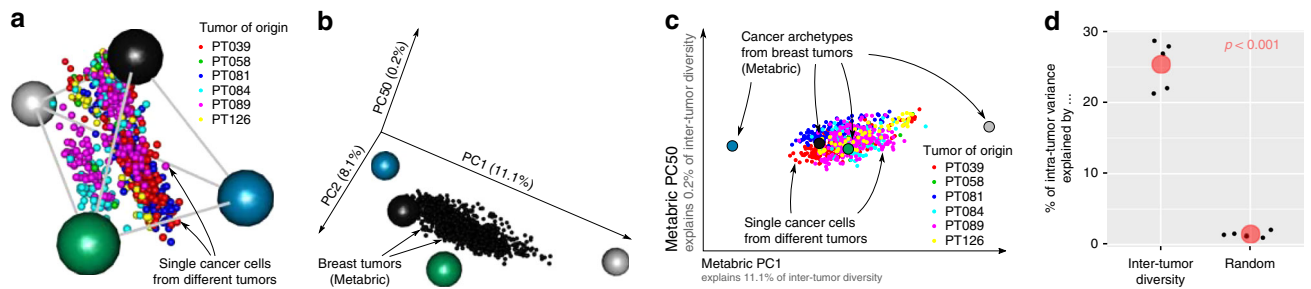 a
Tumor of origin
PT039
PT058
PT081
PT084
PT089
PT126
Single cancer cells
from different tumors
b
PC50 (0.2%)
PC1 (11.1%)
PC2 (8.1%)
Breast tumors
(Metabric)
c
Cancer archetypes
from breast tumors
(Metabric)
Metabric PC50
explains 0.2% of inter-tumor diversity
Tumor of origin
PT039
PT058
PT081
PT084
PT089
PT126
Single cancer cells
from different tumors
Metabric PC1
explains 11.1% of inter-tumor diversity
d
% of intra-tumor variance
explained by ...
30
20
10
0
p < 0.001
Inter-tumor
diversity
Random